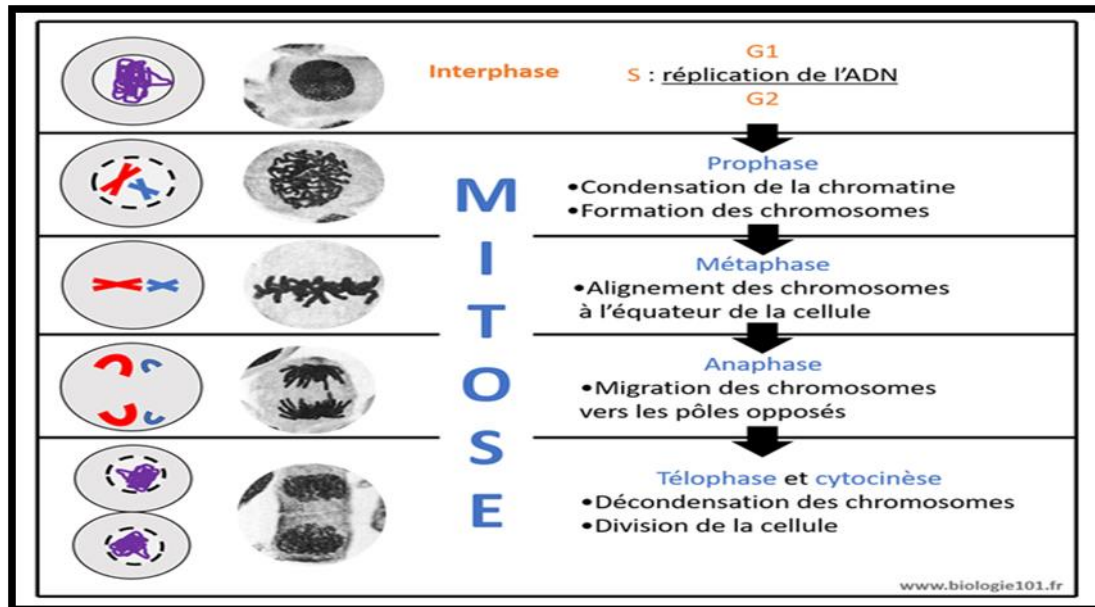 Interphase
G1
S : réplication de l'ADN
G2
MITOSE
Prophase
•Condensation de la chromatine
•Formation des chromosomes
Métaphase
•Alignement des chromosomes
à l'équateur de la cellule
Anaphase
•Migration des chromosomes
vers les pôles opposés
Télophase et cytocinèse
•Décondensation des chromosomes
•Division de la cellule
www.biologie101.fr